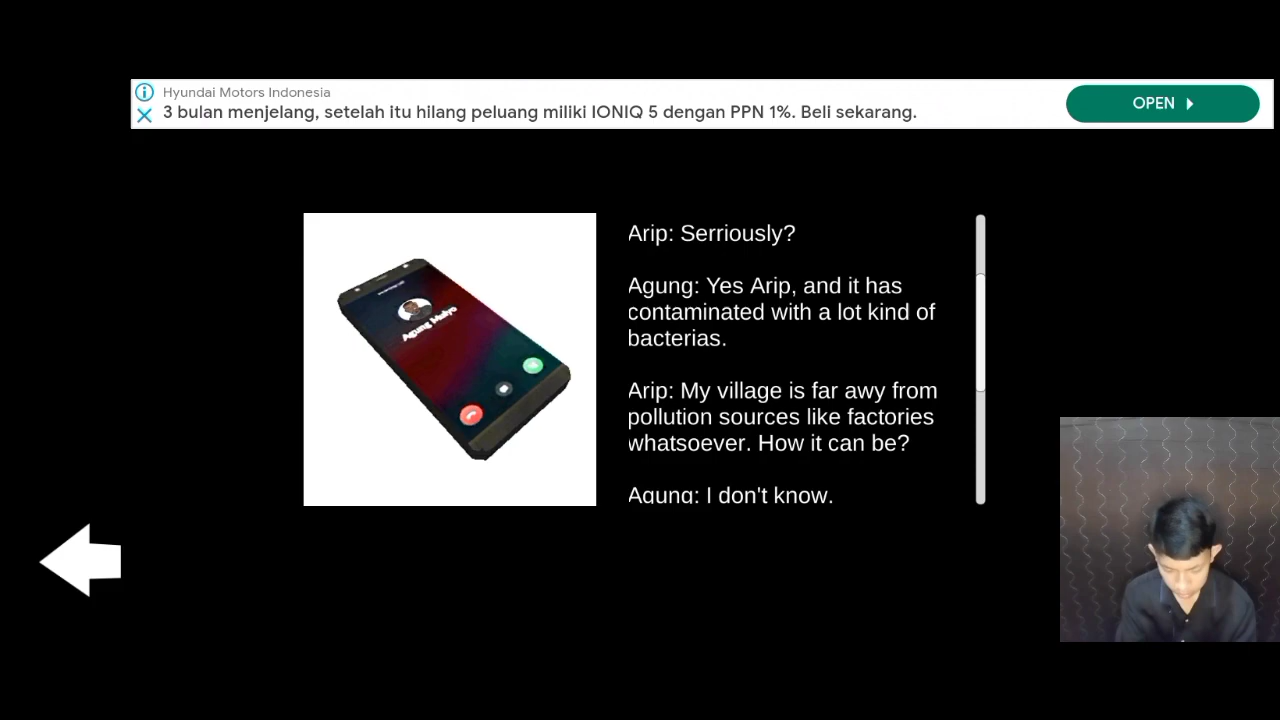 Hyundai Motors Indonesia
3 bulan menjelang, setelah itu hilang peluang miliki IONIQ 5 dengan PPN 1%. Beli sekarang.
OPEN
Arip: Serriously?
Agung: Yes Arip, and it has
contaminated with a lot kind of
bacterias.
Arip: My village is far awy from
pollution sources like factories
whatsoever. How it can be?
Agung: I don't know.
Agung Mulyo